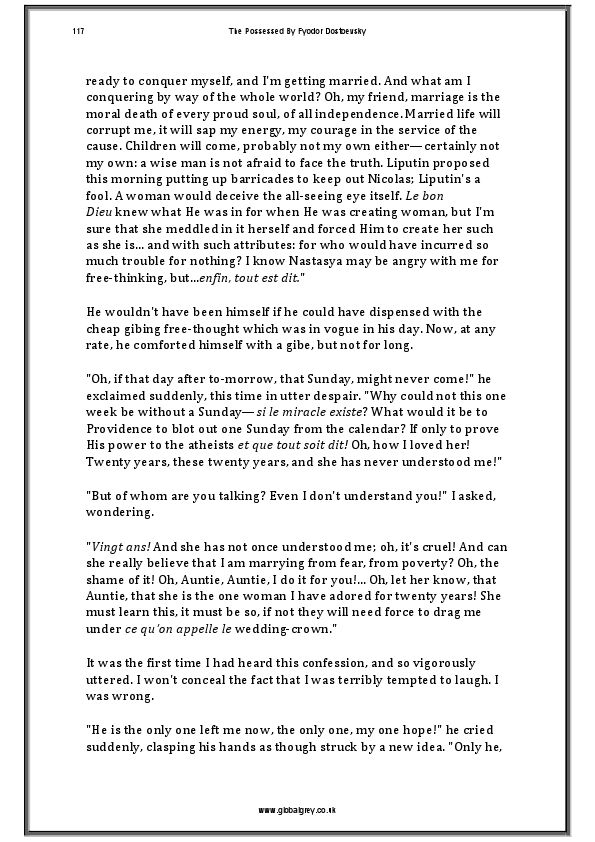 117
The Possessed By Fyodor Dostoevsky
ready to conquer myself, and I'm getting married. And what am I
conquering by way of the whole world? Oh, my friend, marriage is the
moral death of every proud soul, of all independence. Married life will
corrupt me, it will sap my energy, my courage in the service of the
cause. Children will come, probably not my own either—certainly not
my own: a wise man is not afraid to face the truth. Liputin proposed
this morning putting up barricades to keep out Nicolas; Liputin's a
fool. A woman would deceive the all-seeing eye itself. Le bon
Dieu knew what He was in for when He was creating woman, but I'm
sure that she meddled in it herself and forced Him to create her such
as she is... and with such attributes: for who would have incurred so
much trouble for nothing? I know Nastasya may be angry with me for
free-thinking, but...enfin, tout est dit."
He wouldn't have been himself if he could have dispensed with the
cheap gibing free-thought which was in vogue in his day. Now, at any
rate, he comforted himself with a gibe, but not for long.
"Oh, if that day after to-morrow, that Sunday, might never come!" he
exclaimed suddenly, this time in utter despair. "Why could not this one
week be without a Sunday—si le miracle existe? What would it be to
Providence to blot out one Sunday from the calendar? If only to prove
His power to the atheists et que tout soit dit! Oh, how I loved her!
Twenty years, these twenty years, and she has never understood me!"
"But of whom are you talking? Even I don't understand you!" I asked,
wondering.
"Vingt ans! And she has not once understood me; oh, it's cruel! And can
she really believe that I am marrying from fear, from poverty? Oh, the
shame of it! Oh, Auntie, Auntie, I do it for you!... Oh, let her know, that
Auntie, that she is the one woman I have adored for twenty years! She
must learn this, it must be so, if not they will need force to drag me
under ce qu'on appelle le wedding-crown."
It was the first time I had heard this confession, and so vigorously
uttered. I won't conceal the fact that I was terribly tempted to laugh. I
was wrong.
"He is the only one left me now, the only one, my one hope!" he cried
suddenly, clasping his hands as though struck by a new idea. "Only he,
www.globalgrey.co.uk